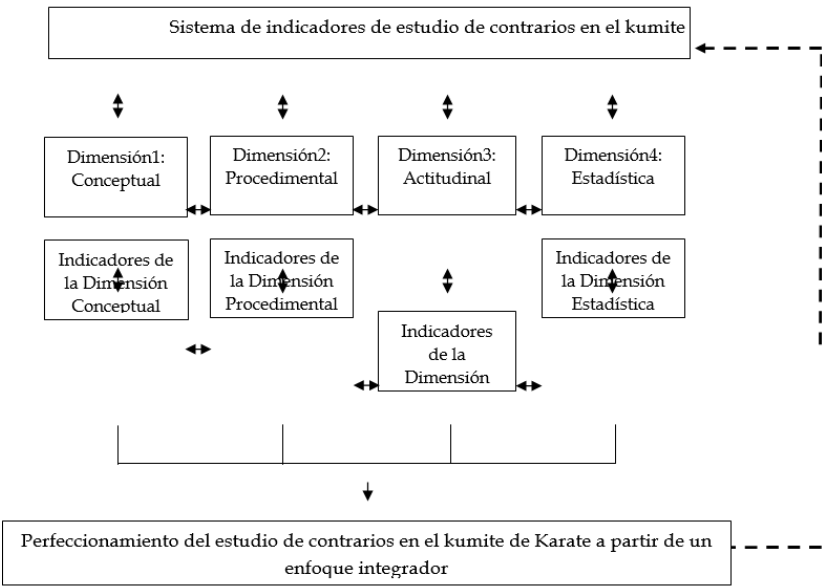 Sistema de indicadores de estudio de contrarios en el kumite
Dimensión1:
Conceptual
Dimensión2:
Procedimental
Dimensión3:
Actitudinal
Dimensión4:
Estadística
Indicadores de
la Dimensión
Conceptual
Indicadores de
la Dimensión
Procedimental
Indicadores
de la
Dimensión
Indicadores de
la Dimensión
Estadística
Perfeccionamiento del estudio de contrarios en el kumite de Karate a partir de un
enfoque integrador